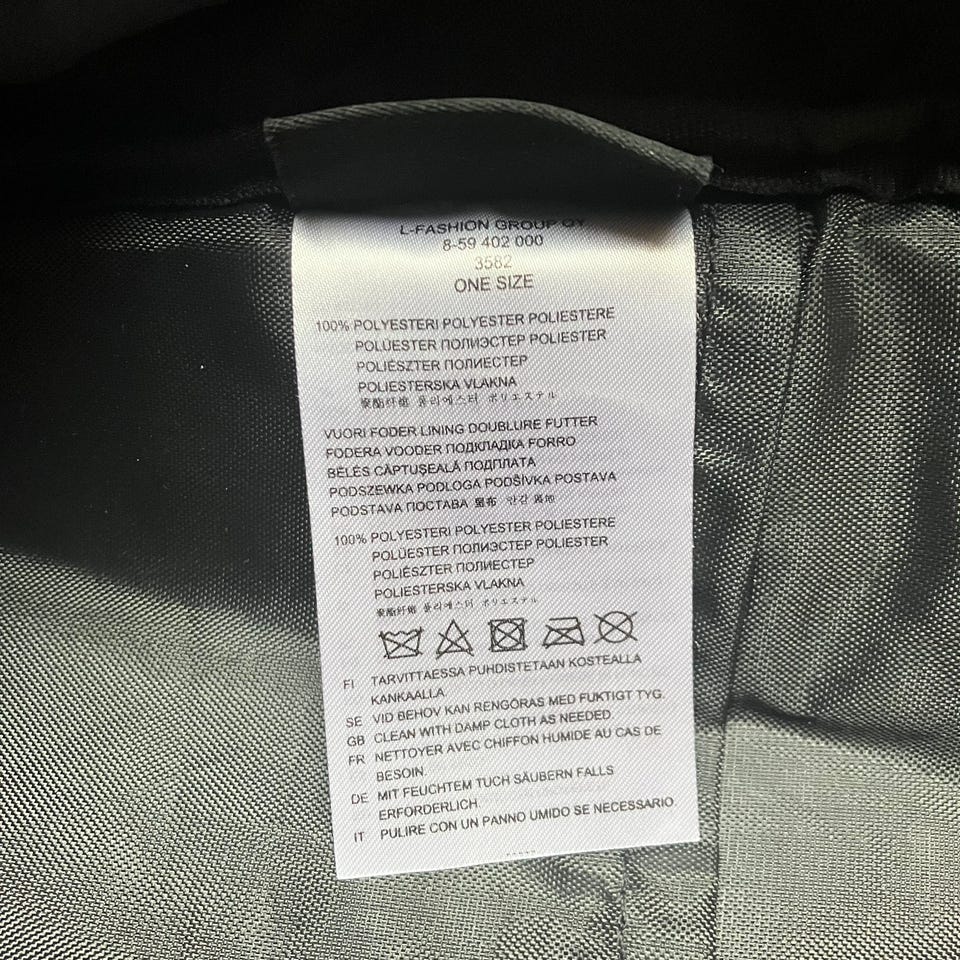 L-FASHION GROUP OY
8-59 402 000
3582
ONE SIZE
100% POLYESTERI POLYESTER POLIESTERE
POLÜESTER ПОЛИЭСТЕР POLIESTER
POLIÉSZTER ПОЛИЕСТЕР
POLIESTERSKA VLAKNA
聚酯纤维 폴리에스터 ポリエステル
VUORI FODER LINING DOUBLURE FUTTER
FODERA VOODER ПОДКЛАДКА FORRO
BÉLÉS CĂPTUŞEALĂ ПОДПЛАТА
PODSZEWKA PODLOGA PODŠÍVKA POSTAVA
PODSTAVA ПОСТАВА 里布 안감 裏地
100% POLYESTERI POLYESTER POLIESTERE
POLÜESTER ПОЛИЭСТЕР POLIESTER
POLIÉSZTER ПОЛИЕСТЕР
POLIESTERSKA VLAKNA
聚酯纤维 폴리에스터 ポリエステル
FI TARVITTAESSA PUHDISTETAAN KOSTEALLA
KANKAALLA.
SE VID BEHOV KAN RENGÖRAS MED FUKTIGT TYG.
GB CLEAN WITH DAMP CLOTH AS NEEDED.
FR NETTOYER AVEC CHIFFON HUMIDE AU CAS DE
BESOIN.
DE MIT FEUCHTEM TUCH SÄUBERN FALLS
ERFORDERLICH.
IT PULIRE CON UN PANNO UMIDO SE NECESSARIO.